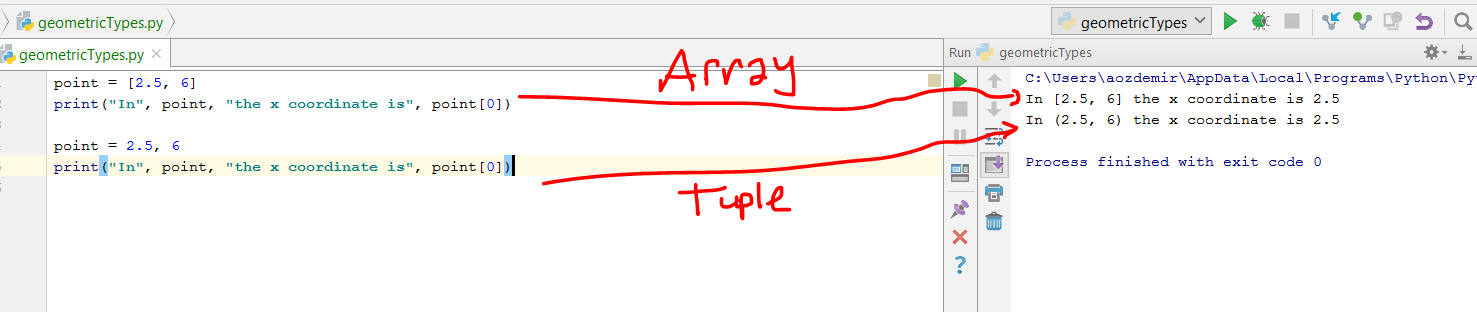 geometricTypes.py
geometricTypes
geometricTypes.py
Run geometricTypes
point = [2.5, 6]
print("In", point, "the x coordinate is", point[0])
point = 2.5, 6
print("In", point, "the x coordinate is", point[0])
Array
Tuple
C:\Users\aozdemir\AppData\Local\Programs\Python\Py
In [2.5, 6] the x coordinate is 2.5
In (2.5, 6) the x coordinate is 2.5
Process finished with exit code 0